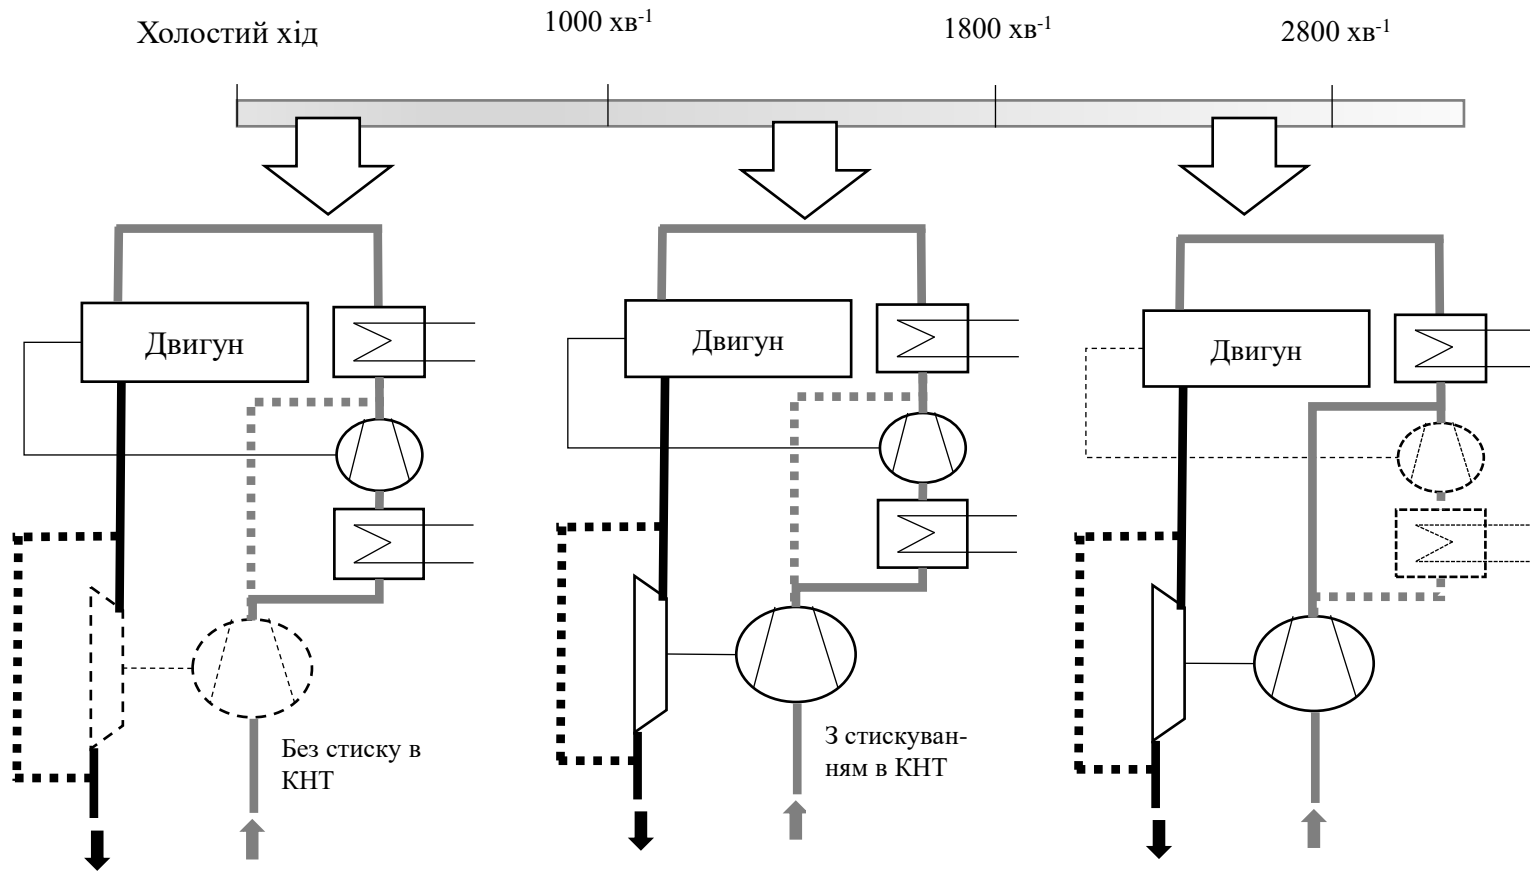 Холостий хід
1000 хв⁻¹
1800 хв⁻¹
2800 хв⁻¹
Двигун
Двигун
Двигун
Без стиску в
КНТ
З стискуван-
ням в КНТ